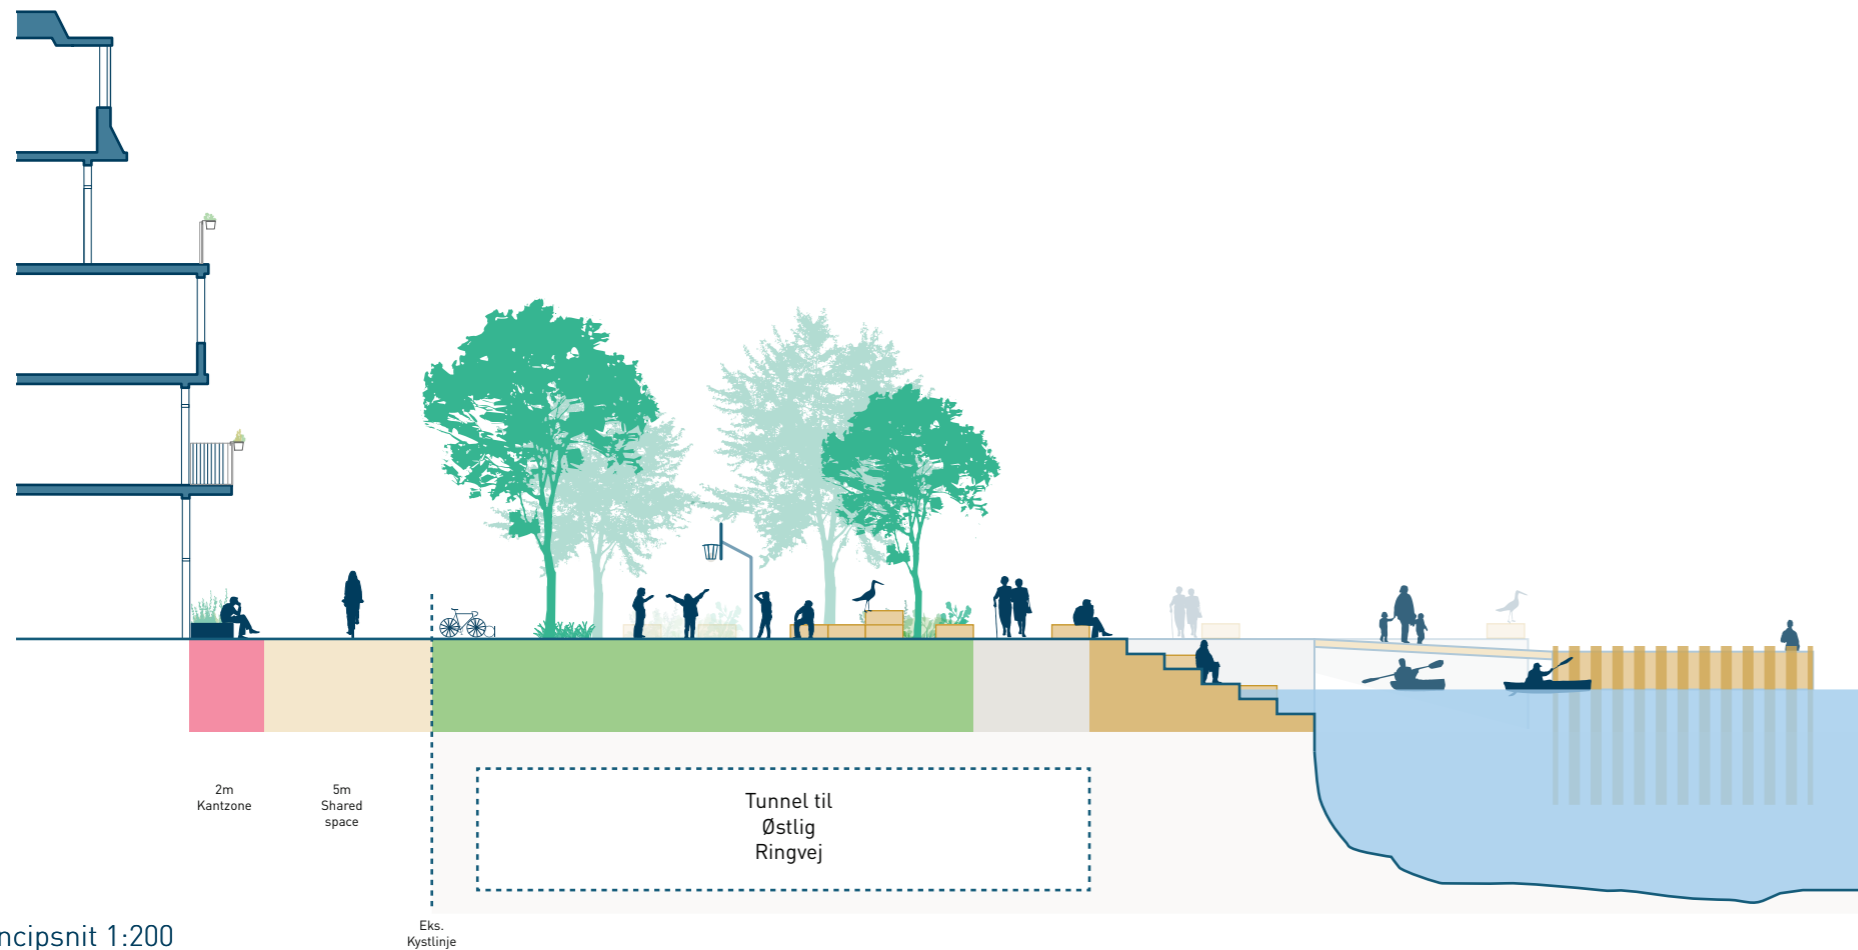 2m
Kantzone
5m
Shared
space
Tunnel til
Østlig
Ringvej
Eks.
Kystlinje
ncipsnit 1:200